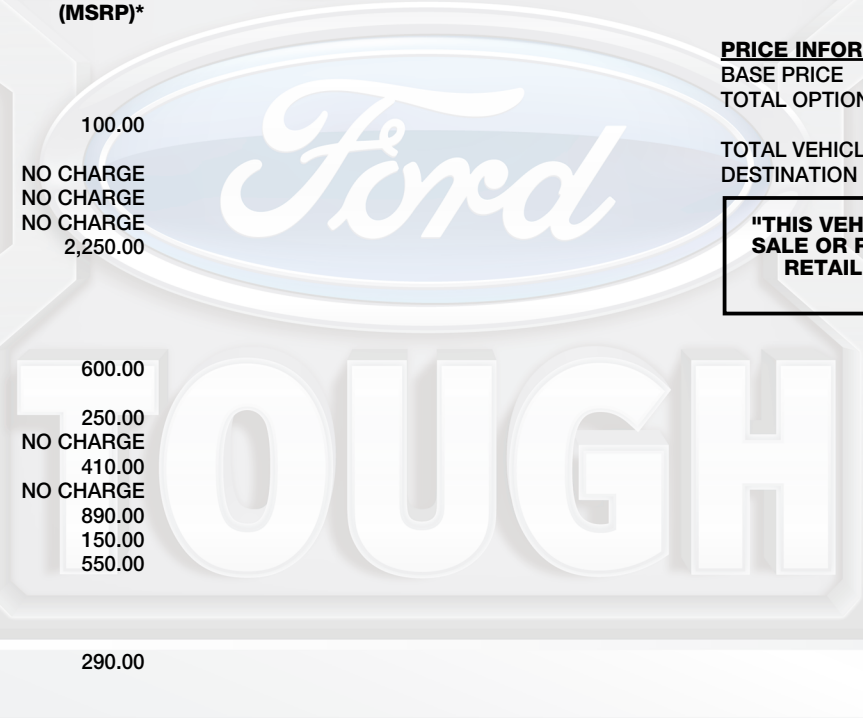 (MSRP)*
100.00
NO CHARGE
NO CHARGE
NO CHARGE
2,250.00
600.00
250.00
NO CHARGE
410.00
NO CHARGE
890.00
150.00
550.00
290.00
PRICE INFOR
BASE PRICE
TOTAL OPTION
TOTAL VEHICL
DESTINATION
"THIS VEH
SALE OR
RETAIL
Ford
TOUGH